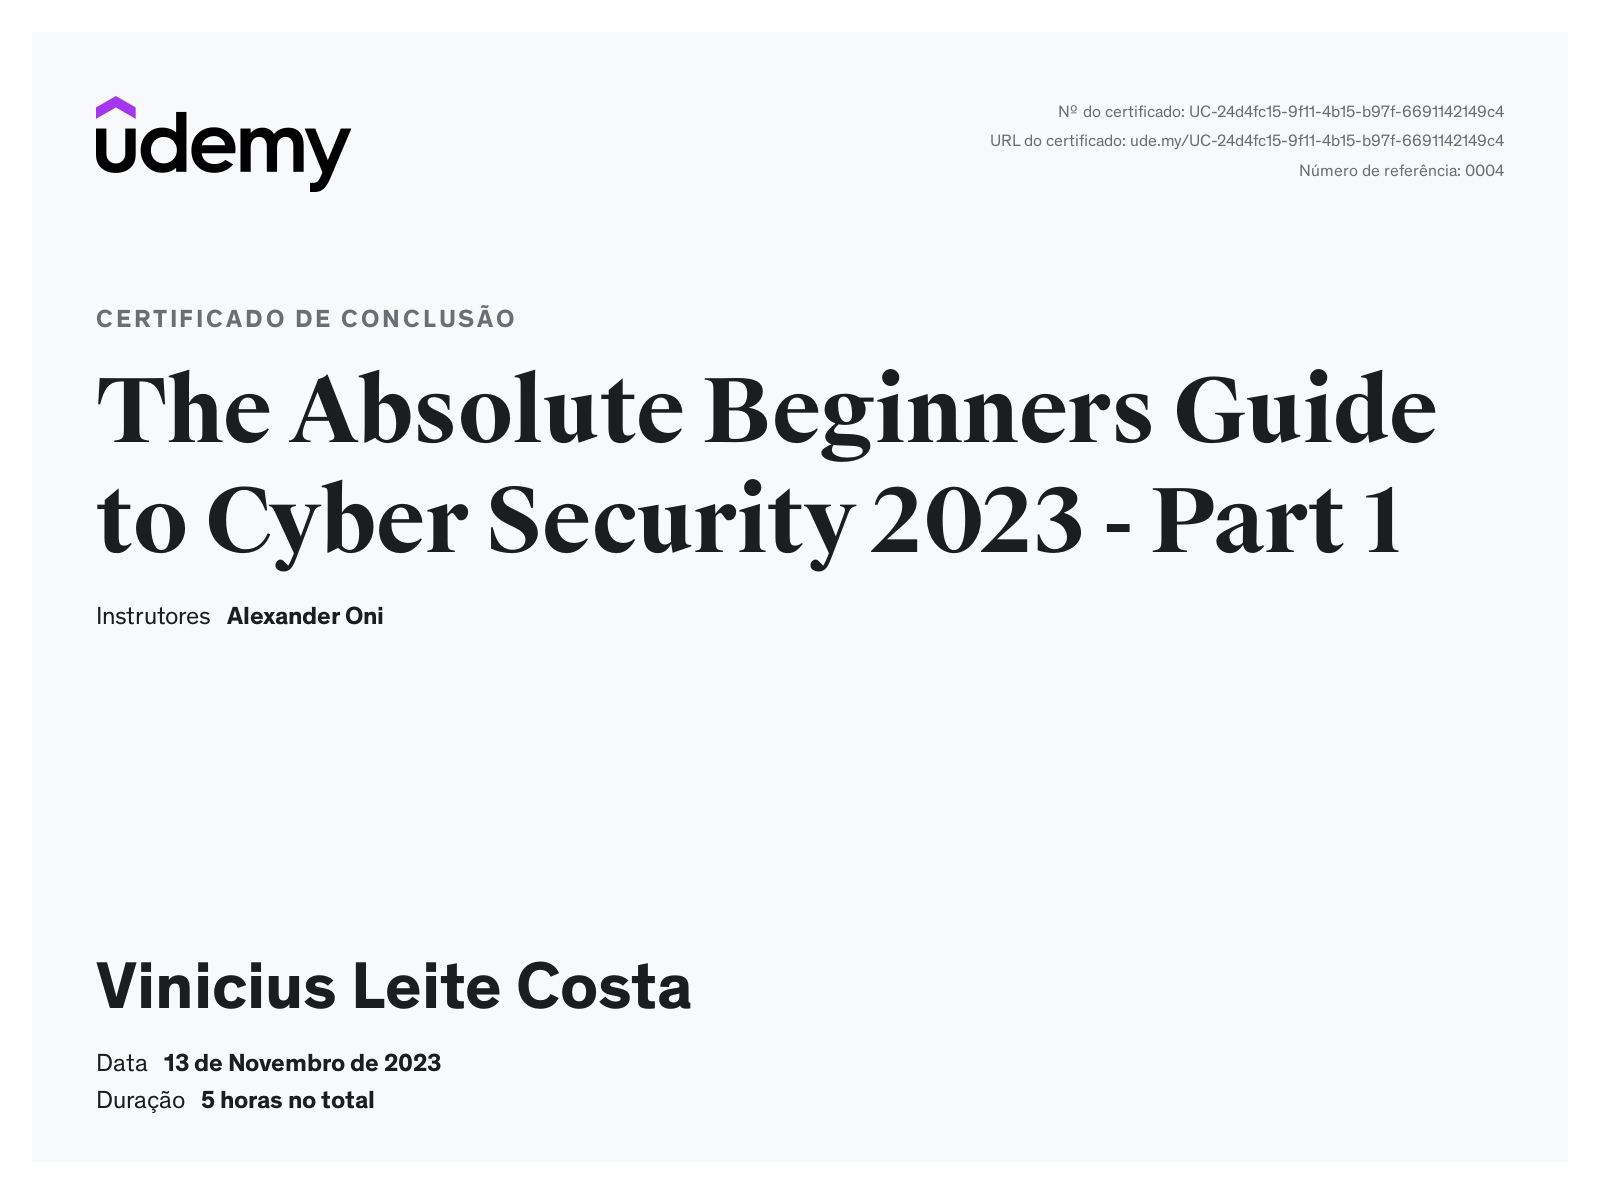 udemy
Nº do certificado: UC-24d4fc15-9f11-4b15-b97f-6691142149c4
URL do certificado: ude.my/UC-24d4fc15-9f11-4b15-b97f-6691142149c4
Número de referência: 0004
CERTIFICADO DE CONCLUSÃO
The Absolute Beginners Guide
to Cyber Security 2023 - Part 1
Instrutores Alexander Oni
Vinicius Leite Costa
Data 13 de Novembro de 2023
Duração 5 horas no total